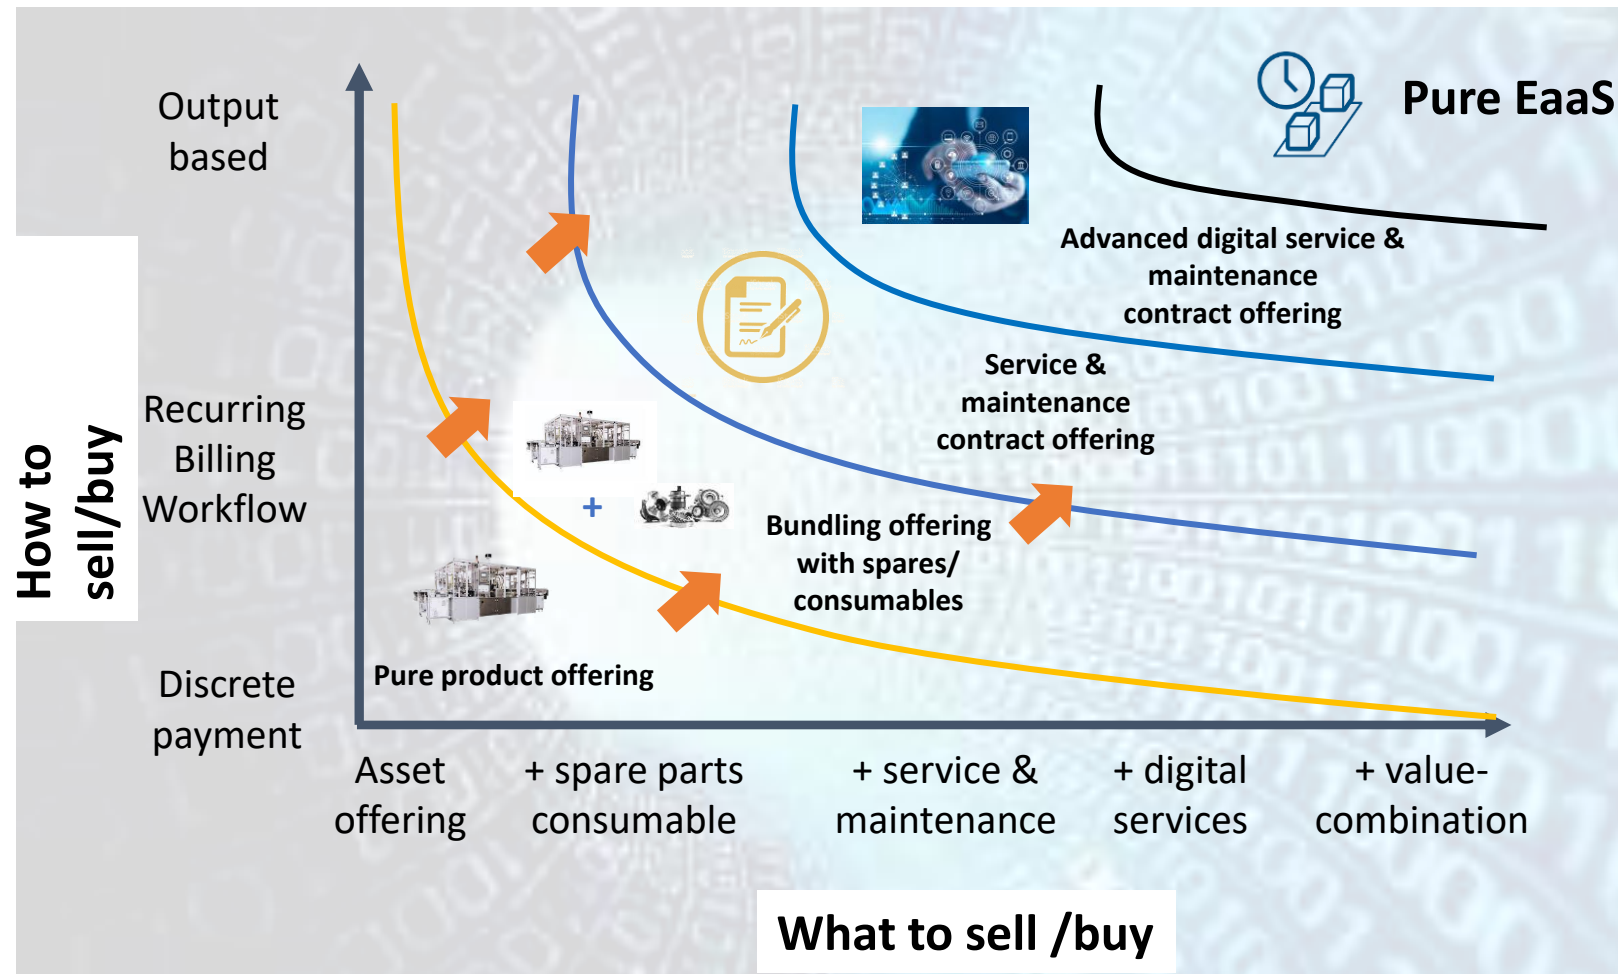 Pure EaaS
Output
based
Advanced digital service &
maintenance
contract offering
Service &
maintenance
contract offering
How to
sell/buy
Recurring
Billing
Workflow
+
Bundling offering
with spares/
consumables
Pure product offering
Discrete
payment
Asset
offering
+ spare parts
consumable
+ service &
maintenance
+ digital
services
+ value-
combination
What to sell /buy